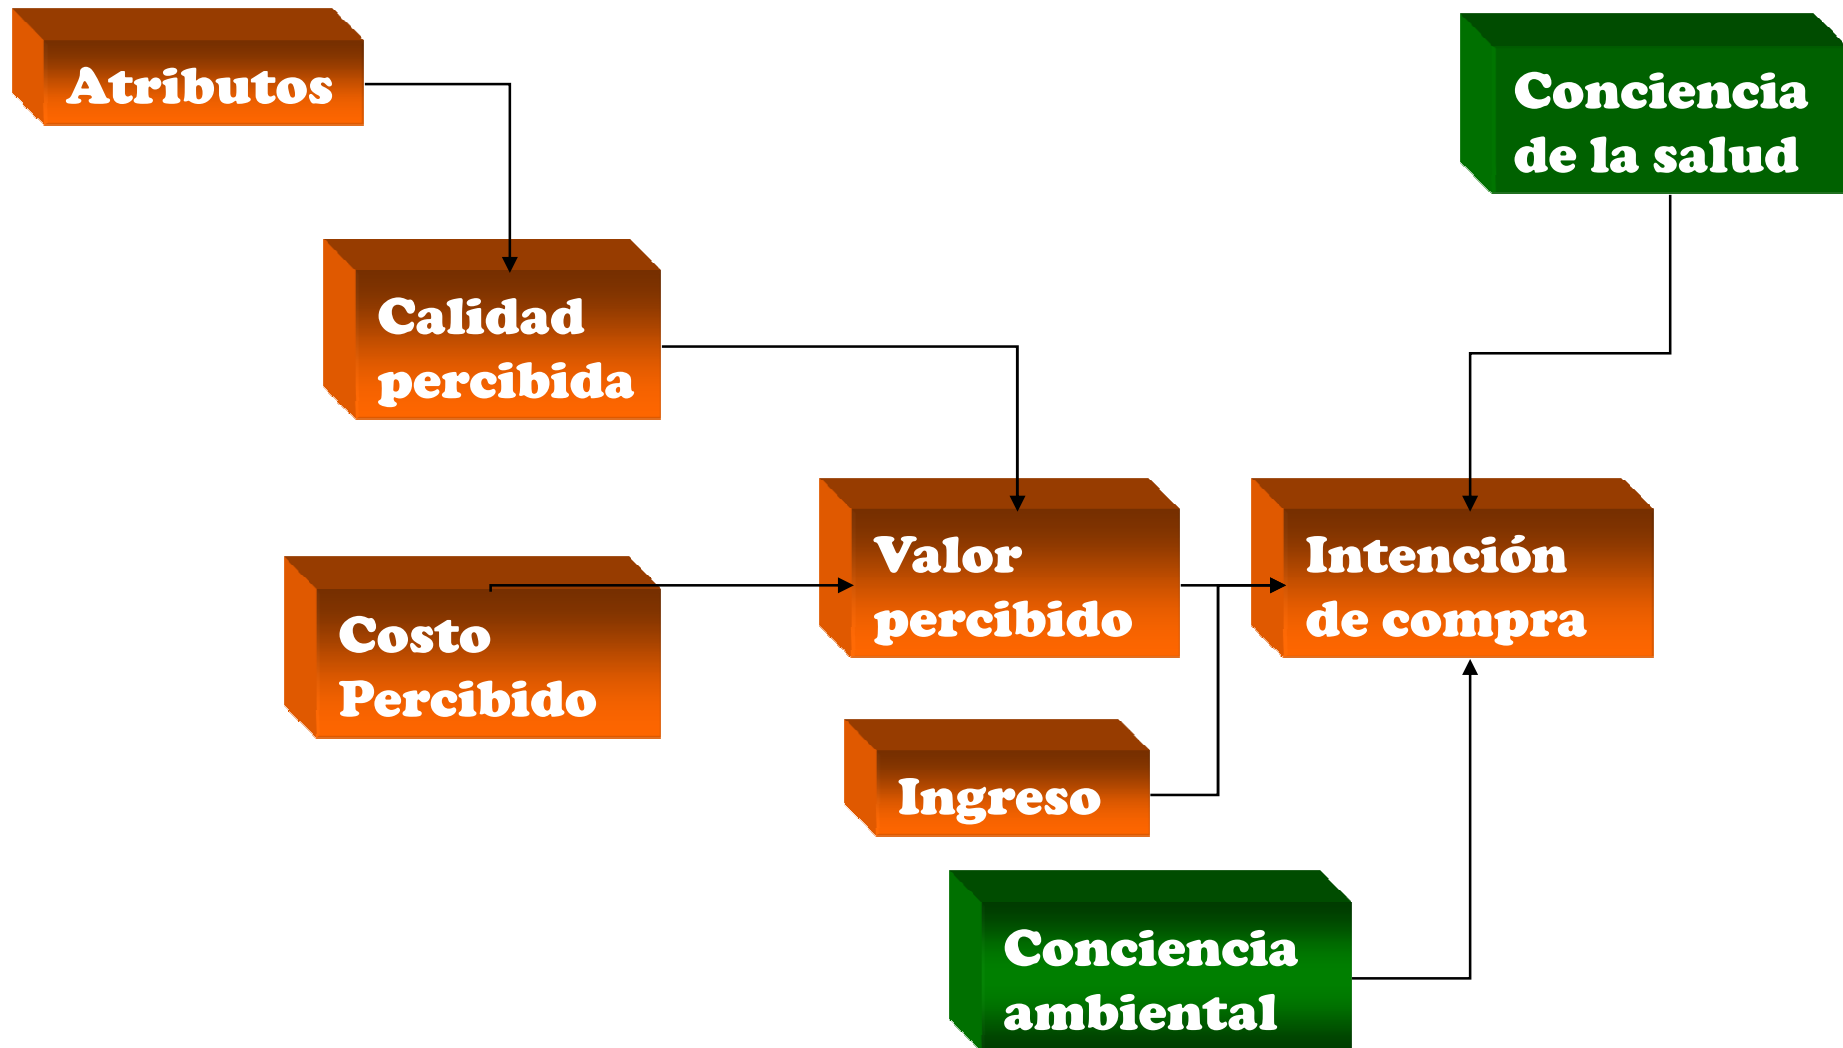 Atributos
Conciencia
de la salud
Calidad
percibida
Valor
percibido
Intención
de compra
Costo
Percibido
Ingreso
Conciencia
ambiental